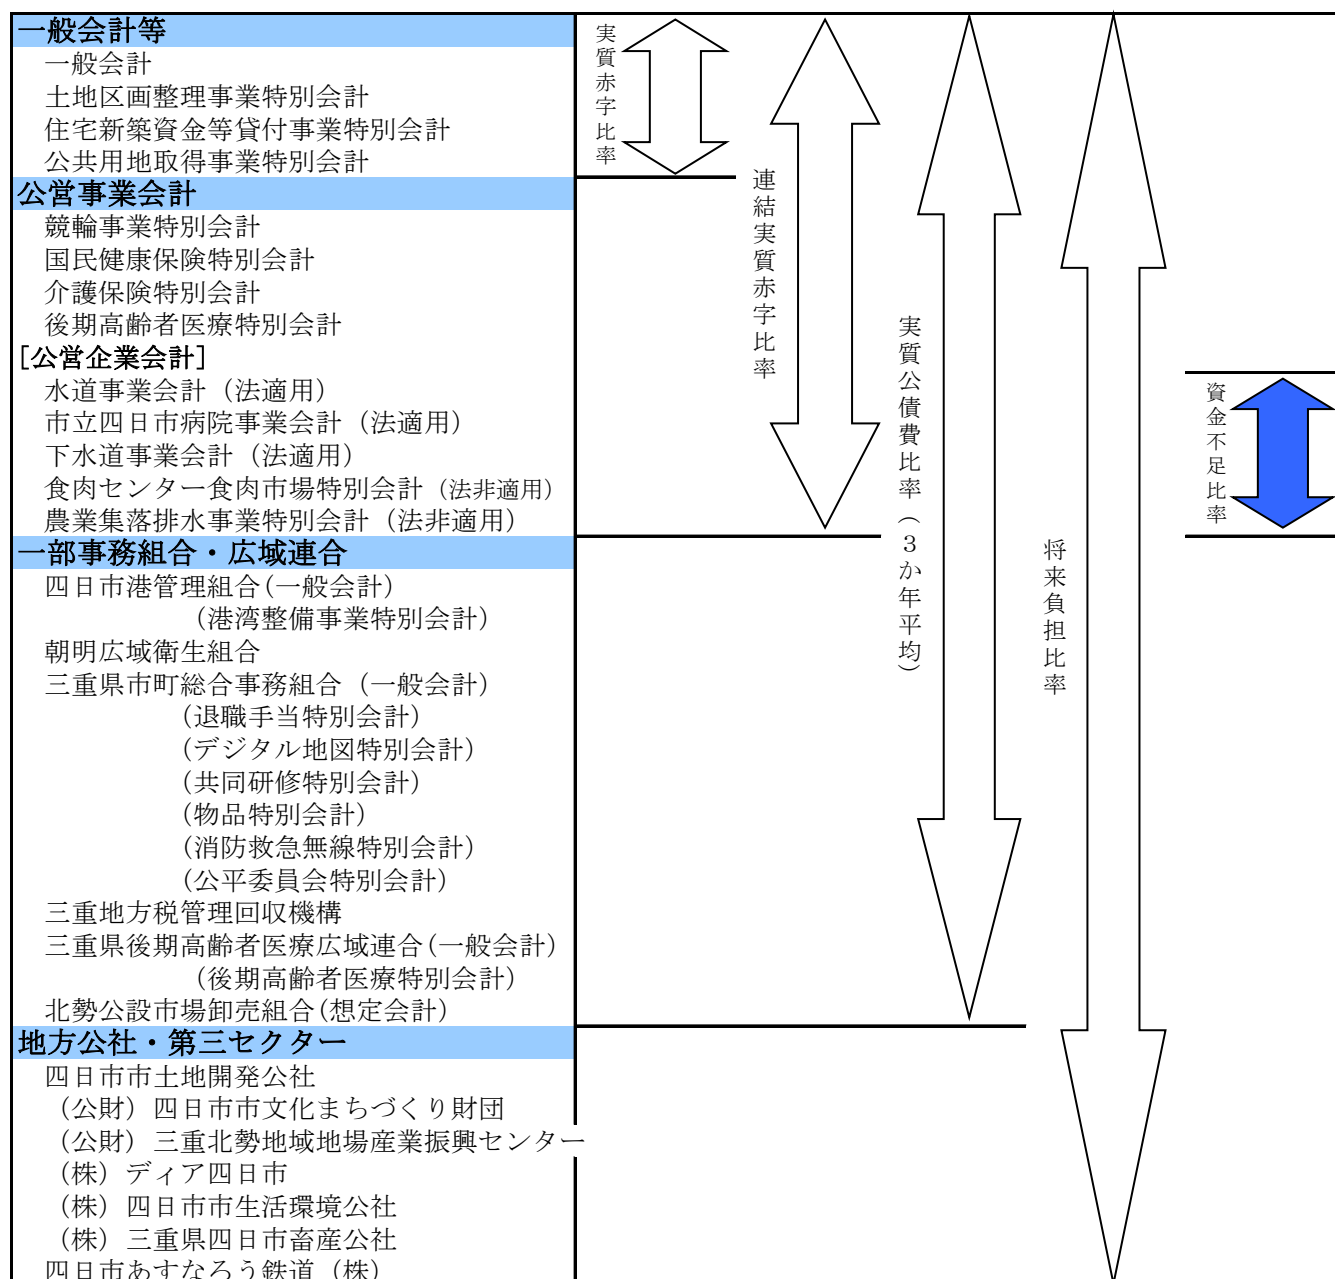 一般会計等
一般会計
土地区画整理事業特別会計
住宅新築資金等貸付事業特別会計
公共用地取得事業特別会計
公営事業会計
競輪事業特別会計
国民健康保険特別会計
介護保険特別会計
後期高齢者医療特別会計
[公営企業会計]
水道事業会計（法適用）
市立四日市病院事業会計（法適用）
下水道事業会計（法適用）
食肉センター食肉市場特別会計（法非適用）
農業集落排水事業特別会計（法非適用）
一部事務組合・広域連合
四日市港管理組合(一般会計)
(港湾整備事業特別会計)
朝明広域衛生組合
三重県市町総合事務組合（一般会計)
(退職手当特別会計)
(デジタル地図特別会計)
(共同研修特別会計)
(物品特別会計)
(消防救急無線特別会計)
(公平委員会特別会計)
三重地方税管理回収機構
三重県後期高齢者医療広域連合(一般会計)
(後期高齢者医療特別会計)
北勢公設市場卸売組合(想定会計)
地方公社・第三セクター
四日市市土地開発公社
（公財）四日市市文化まちづくり財団
（公財）三重北勢地域地場産業振興センター
（株）ディア四日市
（株）四日市市生活環境公社
（株）三重県四日市畜産公社
四日市あすなろう鉄道（株）
実質赤字比率
連結実質赤字比率
実質公債費比率（３か年平均）
将来負担比率
資金不足比率